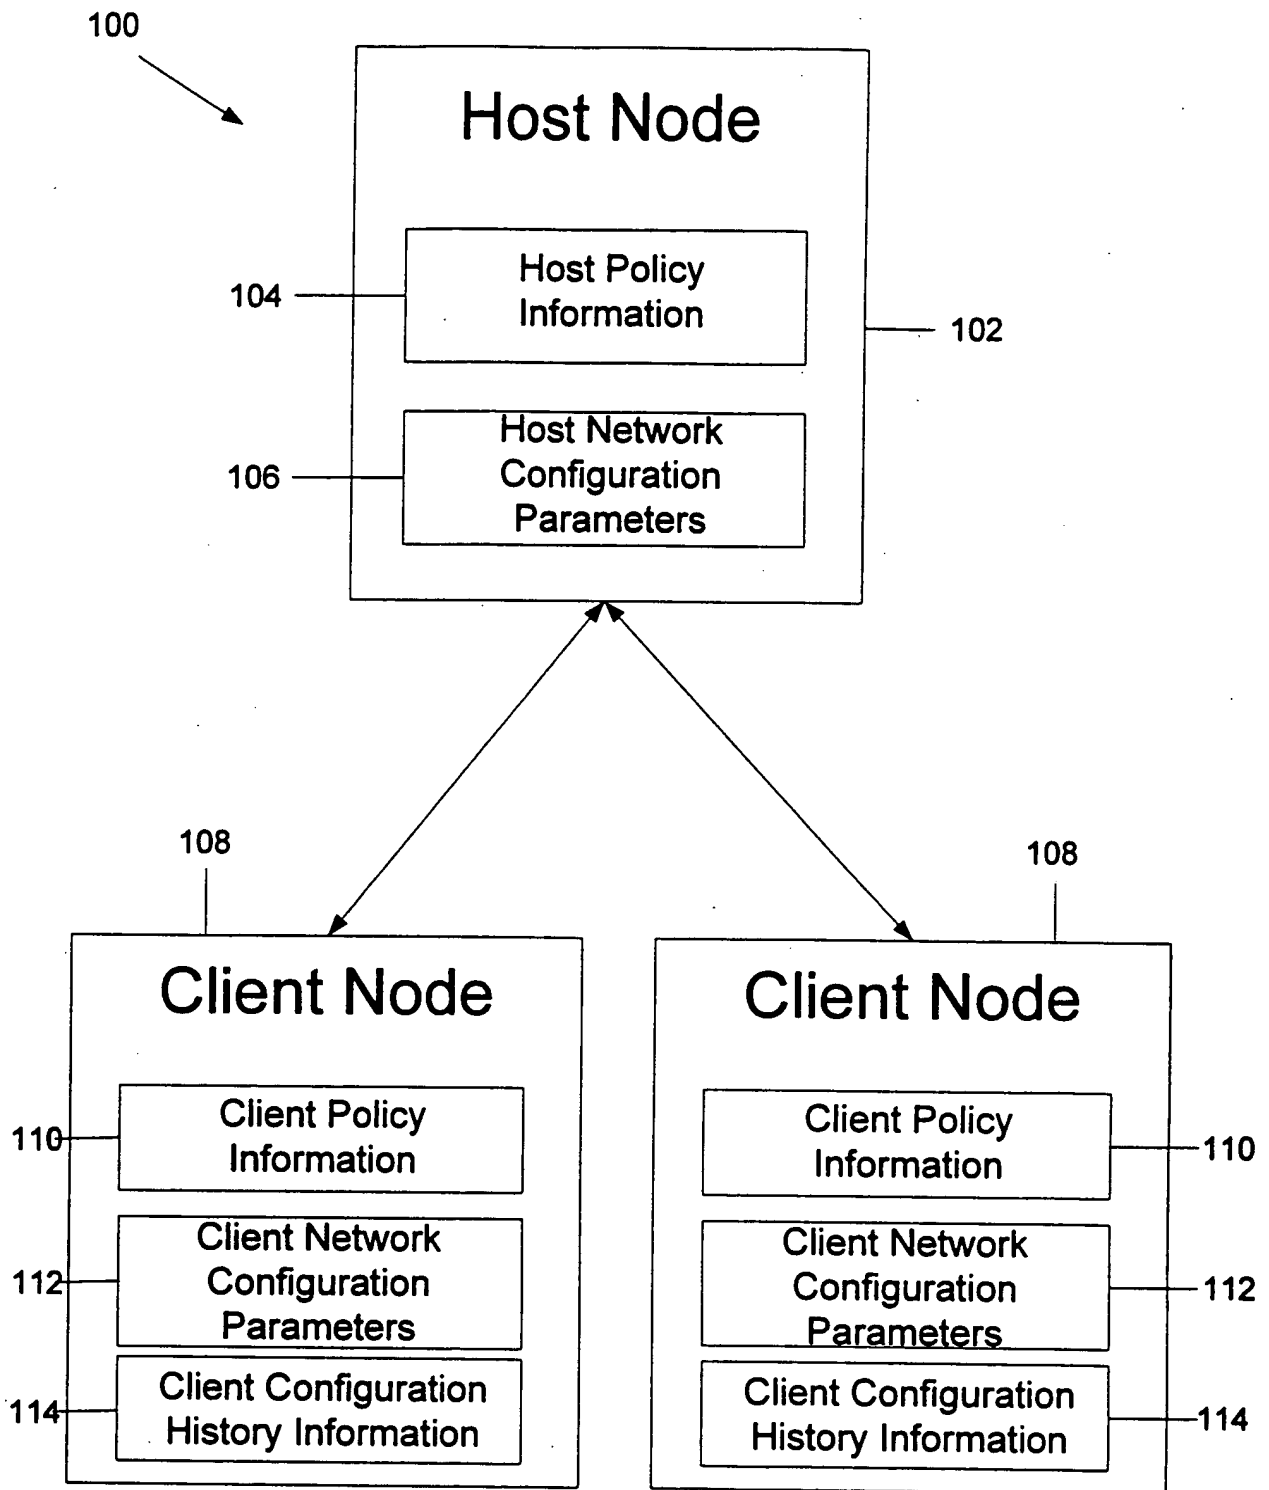 100
Host Node
Host Policy
Information
104
102
Host Network
Configuration
Parameters
106
108
Client Node
Client Policy
Information
110
Client Network
Configuration
Parameters
112
Client Configuration
History Information
114
108
Client Node
Client Policy
Information
110
Client Network
Configuration
Parameters
112
Client Configuration
History Information
114